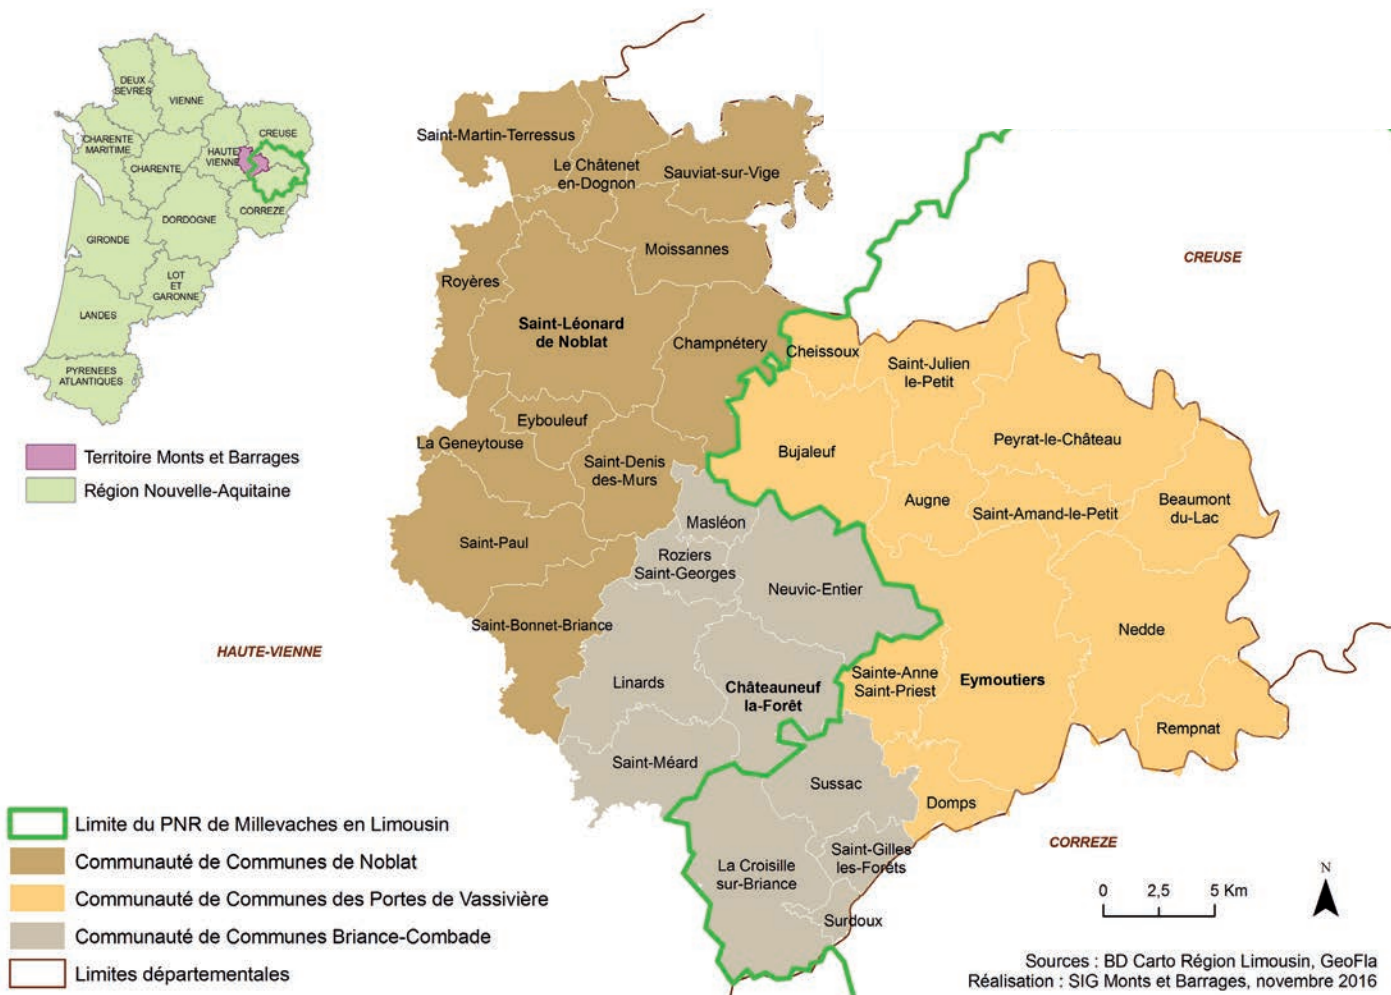 DEUX
SEVRES
VIENNE
CREUSE
CHARENTE
MARITIME
HAUTE
VIENNE
CHARENTE
CORREZE
DORDOGNE
GIRONDE
LOT
ET
GARONNE
LANDES
PYRENEES
ATLANTIQUES
Territoire Monts et Barrages
Région Nouvelle-Aquitaine
Saint-Martin-Terressus
Le Châtenet
en-Dognon
Sauviat-sur-Vige
Moissannes
Royères
Saint-Léonard
de Noblat
Champnétery
Cheissoux
Saint-Julien
le-Petit
CREUSE
Eybouleuf
La Geneytouse
Saint-Denis
des-Murs
Bujaleuf
Peyrat-le-Château
Augne
Saint-Amand-le-Petit
Beaumont
du-Lac
Masléon
Saint-Paul
Roziers
Saint-Georges
Neuvic-Entier
Saint-Bonnet-Briance
Nedde
HAUTE-VIENNE
Linards
Châteauneuf
la-Forêt
Sainte-Anne
Saint-Priest
Eymoutiers
Rempnat
Saint-Méard
Sussac
Domps
CORREZE
La Croisille
sur-Briance
Saint-Gilles
les-Forêts
Surdoux
Limite du PNR de Millevaches en Limousin
Communauté de Communes de Noblat
Communauté de Communes des Portes de Vassivière
Communauté de Communes Briance-Combade
Limites départementales
0 2,5 5 Km
N
Sources : BD Carto Région Limousin, GeoFla
Réalisation : SIG Monts et Barrages, novembre 2016